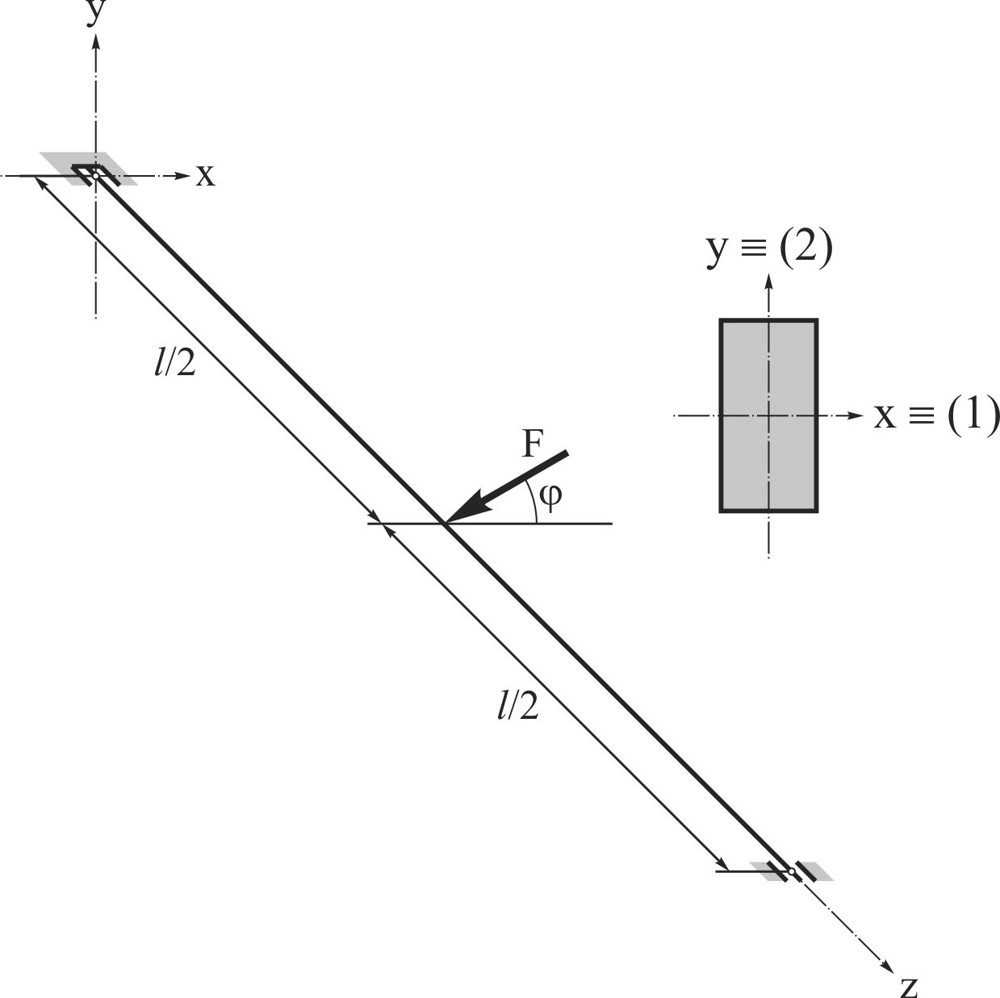 y
x
y ≡ (2)
l/2
x ≡ (1)
F
φ
l/2
z